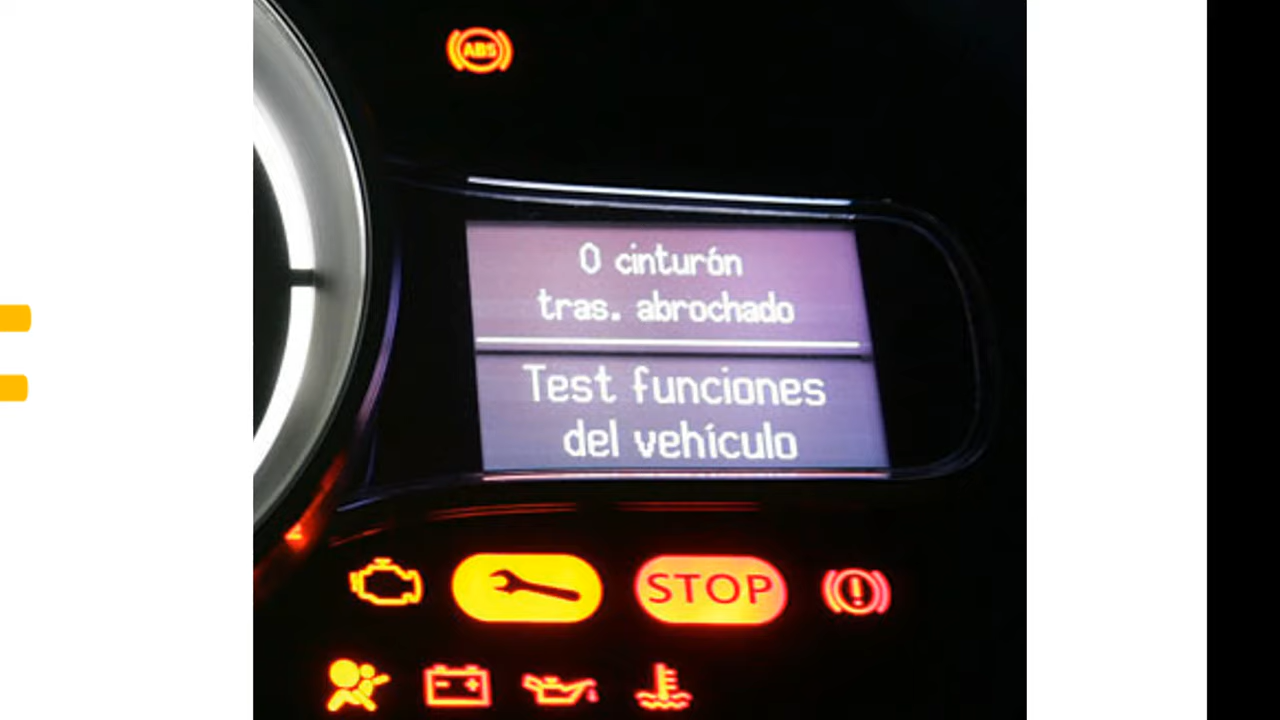 ABS
0 cinturón
tras. abrochado
Test funciones
del vehículo
STOP